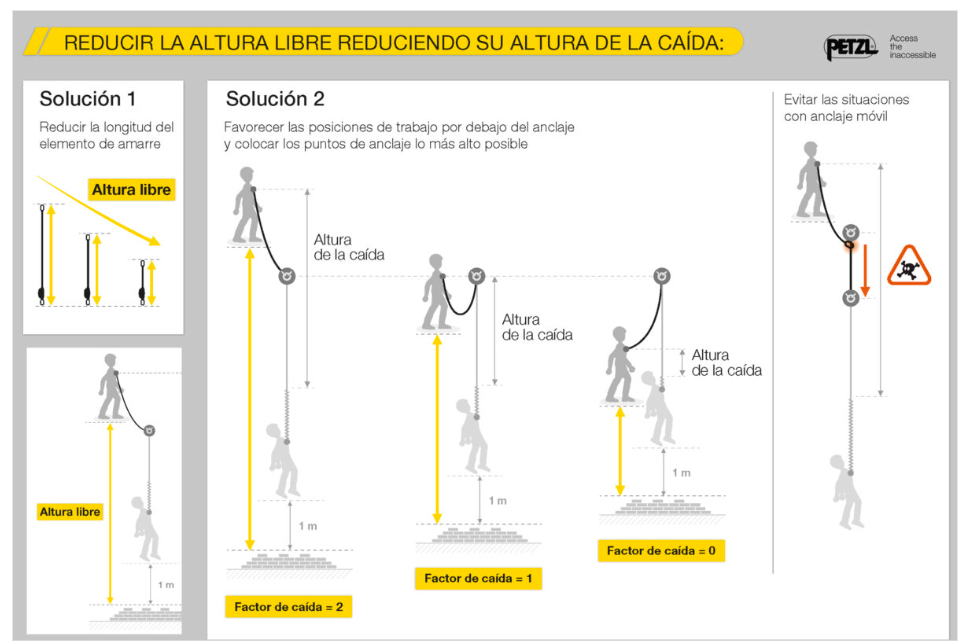 REDUCIR LA ALTURA LIBRE REDUCIENDO SU ALTURA DE LA CAÍDA:
PETZL
Access
the
inaccessible
Solución 1
Reducir la longitud del
elemento de amarre
Altura libre
Altura libre
1 m
Solución 2
Favorecer las posiciones de trabajo por debajo del anclaje
y colocar los puntos de anclaje lo más alto posible
Altura
de la caída
1 m
Factor de caída = 2
Altura
de la caída
1 m
Factor de caída = 1
Altura
de la caída
1 m
Factor de caída = 0
Evitar las situaciones
con anclaje móvil